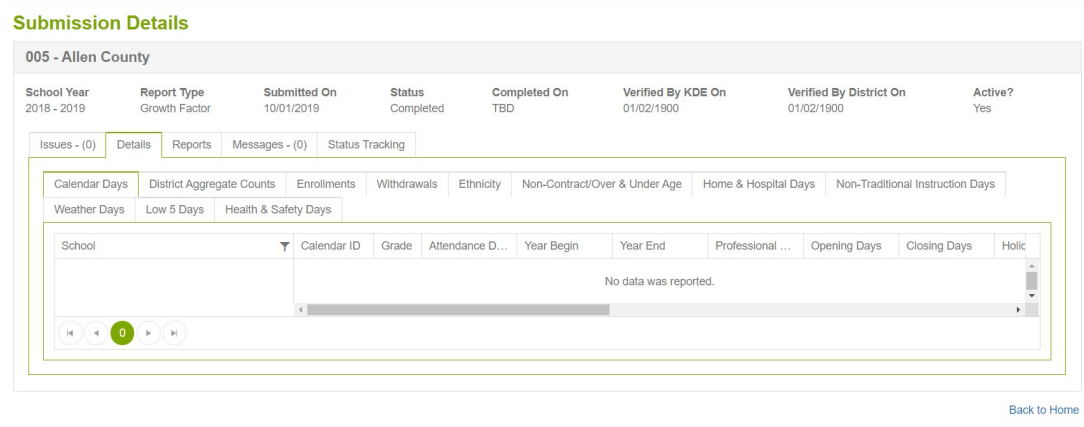 Submission Details
005 - Allen County
School Year Report Type Submitted On Status Completed On Verified By KDE On Verified By District On Active?
2018 - 2019 Growth Factor 10/01/2019 Completed TBD 01/02/1900 01/02/1900 Yes
Issues - (0) Details Reports Messages - (0) Status Tracking
Calendar Days District Aggregate Counts Enrollments Withdrawals Ethnicity Non-Contract/Over & Under Age Home & Hospital Days Non-Traditional Instruction Days
Weather Days Low 5 Days Health & Safety Days
School Calendar ID Grade Attendance D... Year Begin Year End Professional ... Opening Days Closing Days Holic
No data was reported.
0
Back to Home